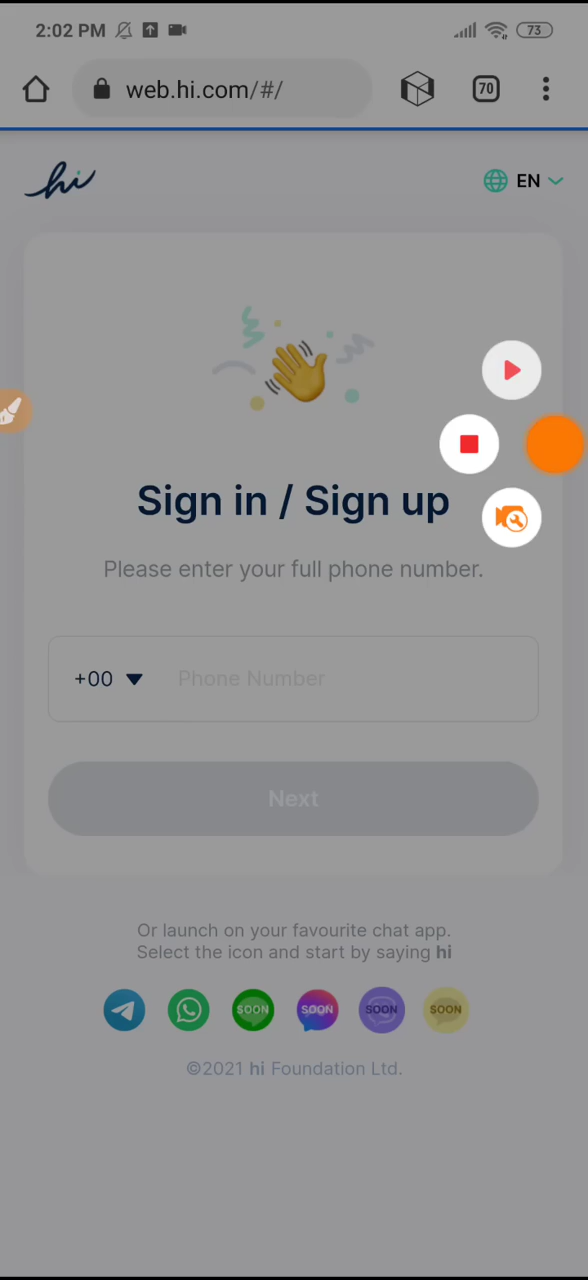 2:02 PM
73
web.hi.com/#/
70
hi
EN
Sign in / Sign up
Please enter your full phone number.
+00
Phone Number
Next
Or launch on your favourite chat app.
Select the icon and start by saying hi
SOON
SOON
SOON
SOON
©2021 hi Foundation Ltd.